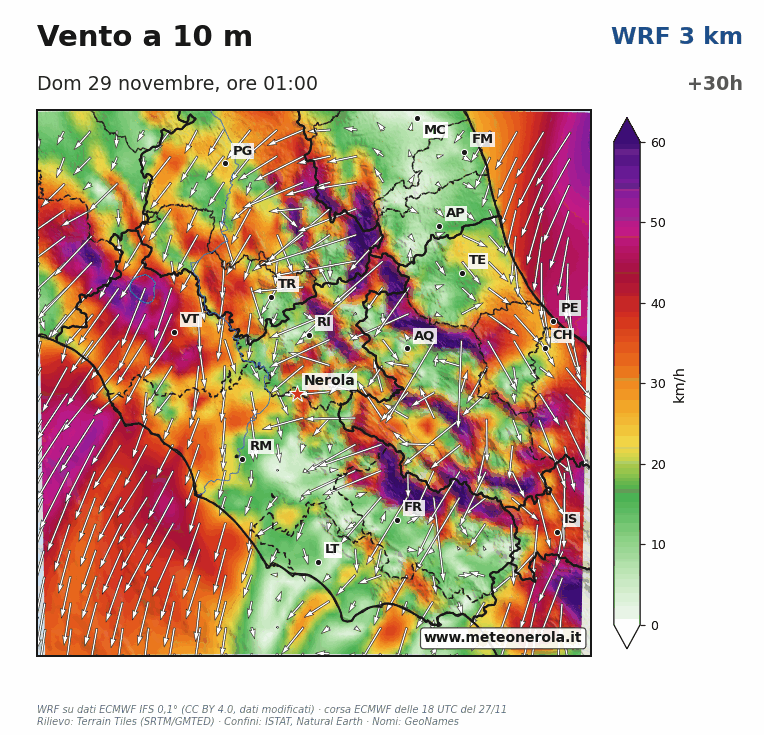 Vento a 10 m
WRF 3 km
Dom 29 novembre, ore 01:00
+30h
MC
FM
PG
AP
TE
TR
PE
VT
RI
AQ
CH
Nerola
RM
FR
IS
LT
www.meteonerola.it
60
50
40
30
20
10
0
km/h
WRF su dati ECMWF IFS 0,1° (CC BY 4.0, dati modificati) · corsa ECMWF delle 18 UTC del 27/11
Rilievo: Terrain Tiles (SRTM/GMTED) · Confini: ISTAT, Natural Earth · Nomi: GeoNames